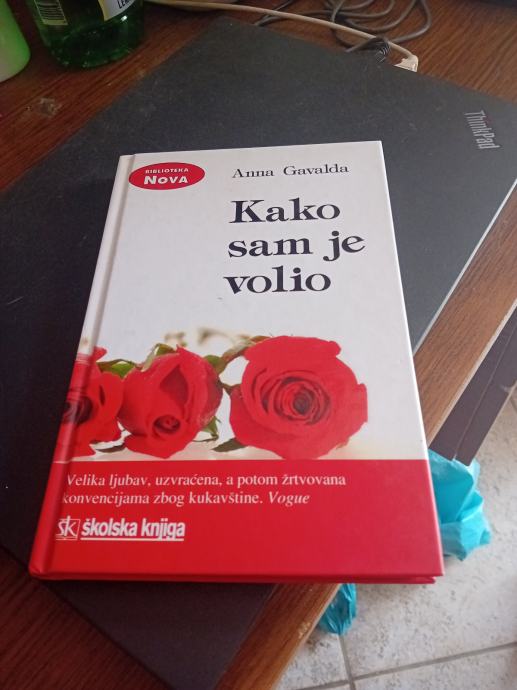 ThinkPad
BIBLIOTEKA
NOVA
Anna Gavalda
Kako
sam je
volio
Velika ljubav, uzvraćena, a potom žrtvovana
konvencijama zbog kukavštine. Vogue
ŠK školska knjiga